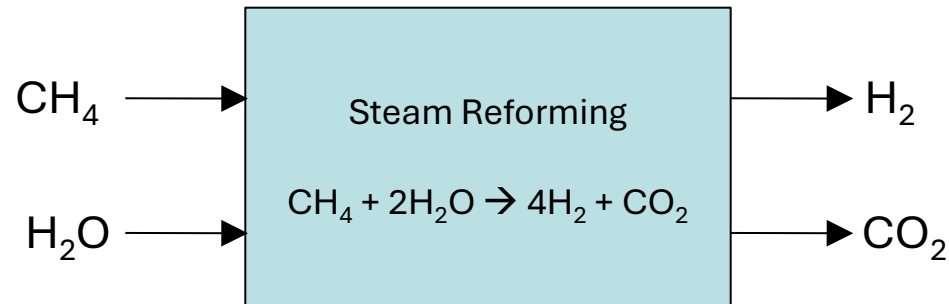 CH₄
Steam Reforming
H₂
CH₄ + 2H₂O → 4H₂ + CO₂
H₂O
CO₂